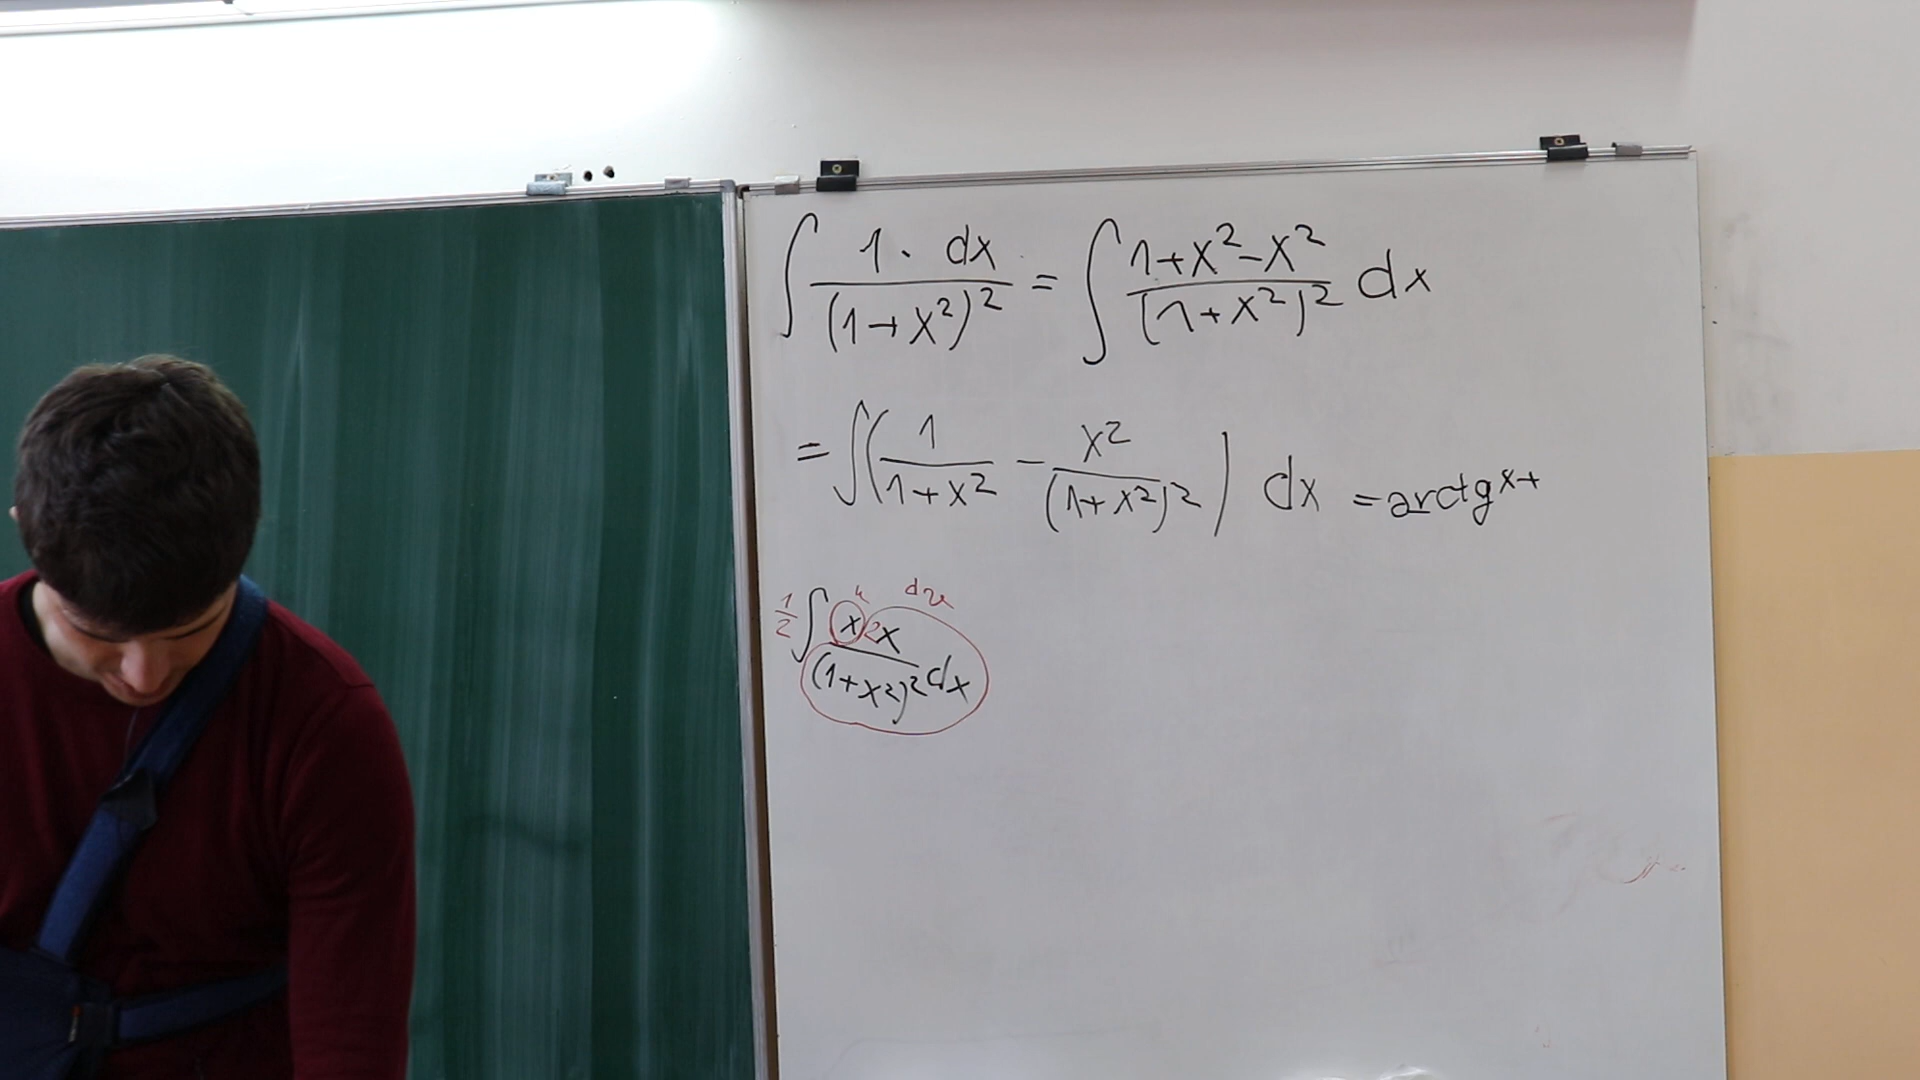 ∫ 1· dx / (1+x²)² = ∫ 1+x²-x² / (1+x²)² dx
= ∫( 1 / 1+x² - x² / (1+x²)² ) dx = arctg x+
u dv
1/2 ∫ x 2x / (1+x²)² dx